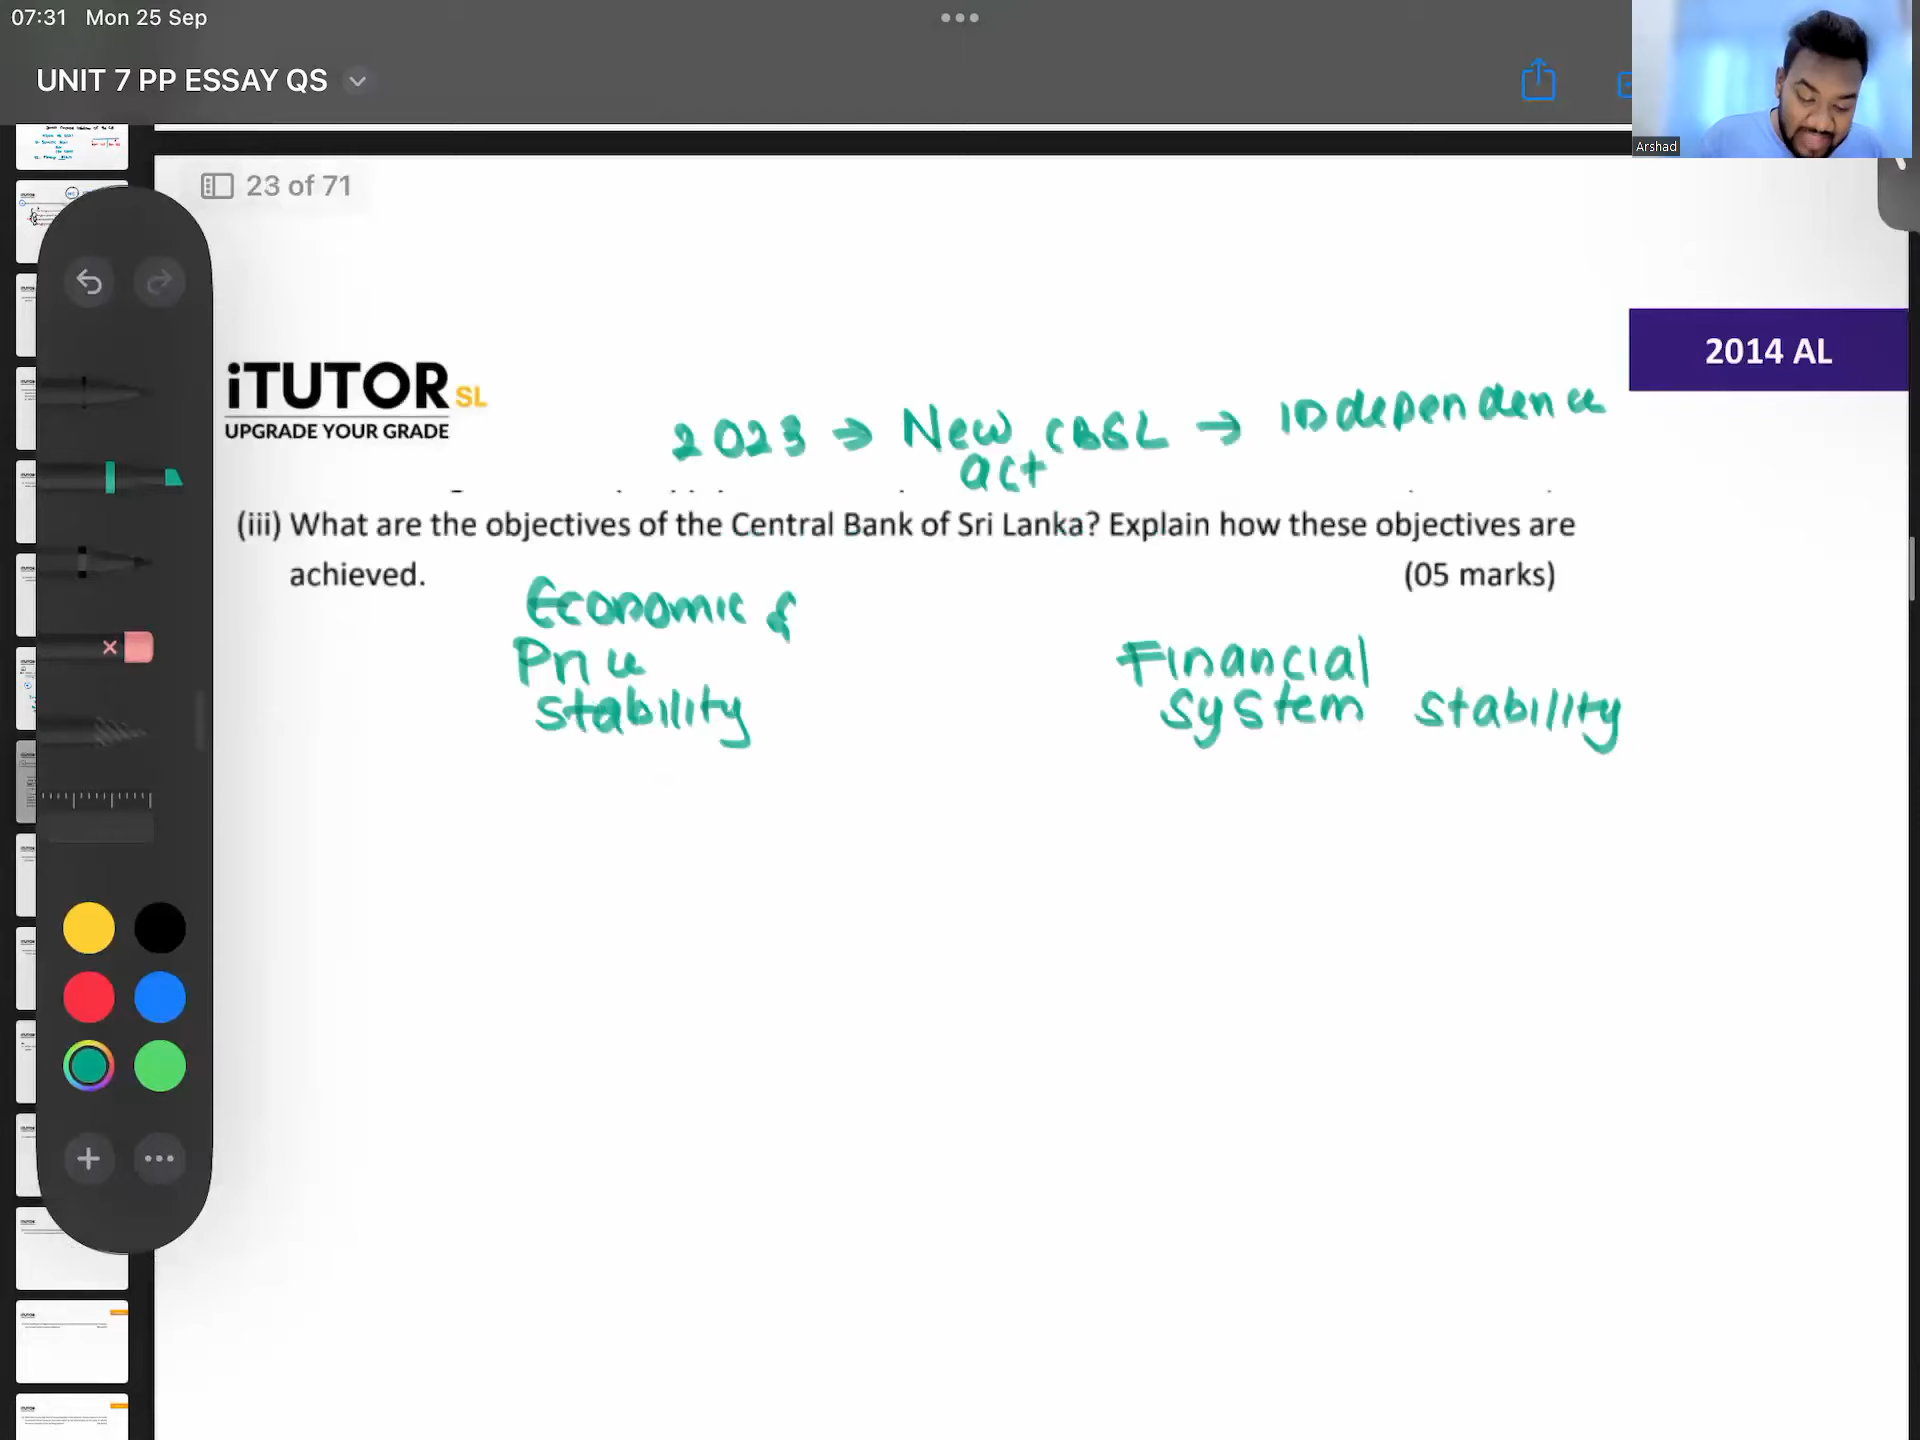 07:31 Mon 25 Sep
UNIT 7 PP ESSAY QS
Arshad
23 of 71
2014 AL
iTUTOR SL
UPGRADE YOUR GRADE
2023 → New CBSL → Independence
act
(iii) What are the objectives of the Central Bank of Sri Lanka? Explain how these objectives are
achieved. (05 marks)
Economic &
Price
stability
Financial
system stability